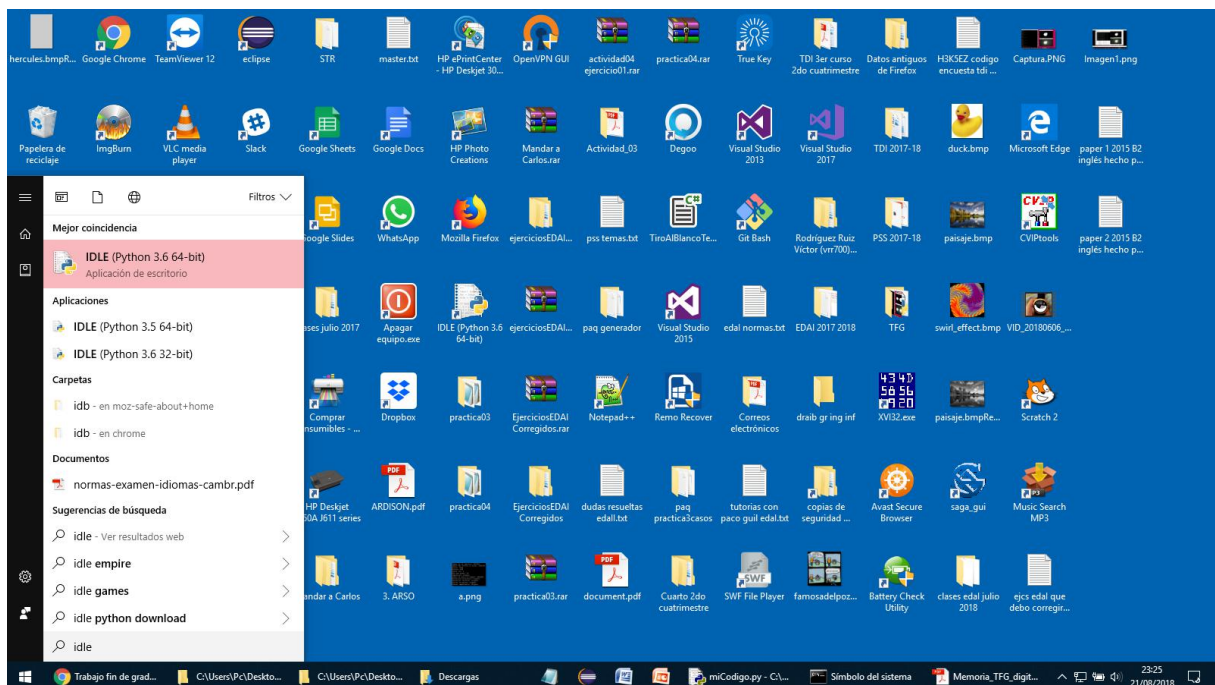 hercules.bmpR...
Google Chrome
TeamViewer 12
eclipse
STR
master.txt
HP ePrintCenter
- HP Deskjet 30...
OpenVPN GUI
actividad04
ejercicio01.rar
practica04.rar
True Key
TDI 3er curso
2do cuatrimestre
Datos antiguos
de Firefox
H3K5EZ codigo
encuesta tdi ...
Captura.PNG
Imagen1.png
Papelera de
reciclaje
ImgBurn
VLC media
player
Slack
Google Sheets
Google Docs
HP Photo
Creations
Mandar a
Carlos.rar
Actividad_03
Degoo
Visual Studio
2013
Visual Studio
2017
TDI 2017-18
duck.bmp
Microsoft Edge
paper 1 2015 B2
inglés hecho p...
Filtros
Mejor coincidencia
IDLE (Python 3.6 64-bit)
Aplicación de escritorio
Aplicaciones
IDLE (Python 3.5 64-bit)
IDLE (Python 3.6 32-bit)
Carpetas
idb - en moz-safe-about+home
idb - en chrome
Documentos
normas-examen-idiomas-cambr.pdf
Sugerencias de búsqueda
idle - Ver resultados web
idle empire
idle games
idle python download
idle
oogle Slides
WhatsApp
Mozilla Firefox
ejerciciosEDAI...
pss temas.txt
TiroAlBlancoTe...
Git Bash
Rodríguez Ruiz
Víctor (vrr700)...
PSS 2017-18
paisaje.bmp
CVIPtools
paper 2 2015 B2
inglés hecho p...
ases julio 2017
Apagar
equipo.exe
IDLE (Python 3.6
64-bit)
ejerciciosEDAI...
paq generador
Visual Studio
2015
edaI normas.txt
EDAI 2017 2018
TFG
swirl_effect.bmp
VID_20180606_...
Comprar
nsumibles - ...
Dropbox
practica03
EjerciciosEDAI
Corregidos.rar
Notepad++
Remo Recover
Correos
electrónicos
draib gr ing inf
XVI32.exe
paisaje.bmpRe...
Scratch 2
HP Deskjet
50A J611 series
ARDISON.pdf
practica04
EjerciciosEDAI
Corregidos
dudas resueltas
edaII.txt
paq
practica3casos
tutorias con
paco guil edaI.txt
copias de
seguridad ...
Avast Secure
Browser
saga_gui
Music Search
MP3
andar a Carlos
3. ARSO
a.png
practica03.rar
document.pdf
Cuarto 2do
cuatrimestre
SWF File Player
famosadelpoz...
Battery Check
Utility
clases edaI julio
2018
ejcs edaI que
debo corregir...
Trabajo fin de grad...
C:\Users\Pc\Deskto...
C:\Users\Pc\Deskto...
Descargas
miCodigo.py - C:\...
Símbolo del sistema
Memoria_TFG_digit...
23:25
21/08/2018